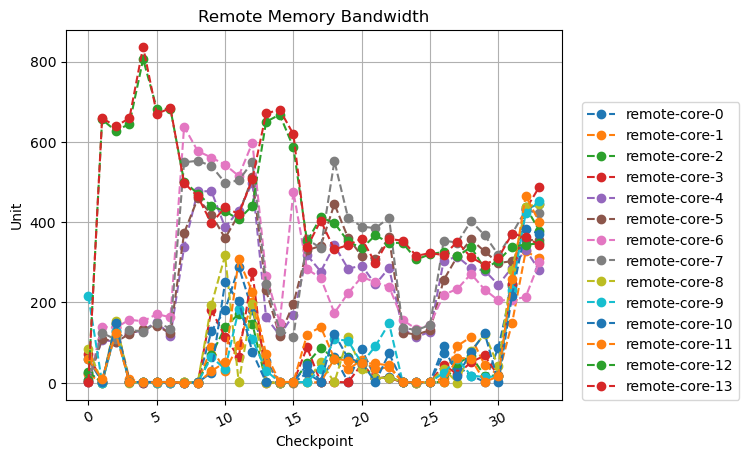 Remote Memory Bandwidth
800
600
400
200
0
Unit
0 5 10 15 20 25 30
Checkpoint
remote-core-0
remote-core-1
remote-core-2
remote-core-3
remote-core-4
remote-core-5
remote-core-6
remote-core-7
remote-core-8
remote-core-9
remote-core-10
remote-core-11
remote-core-12
remote-core-13